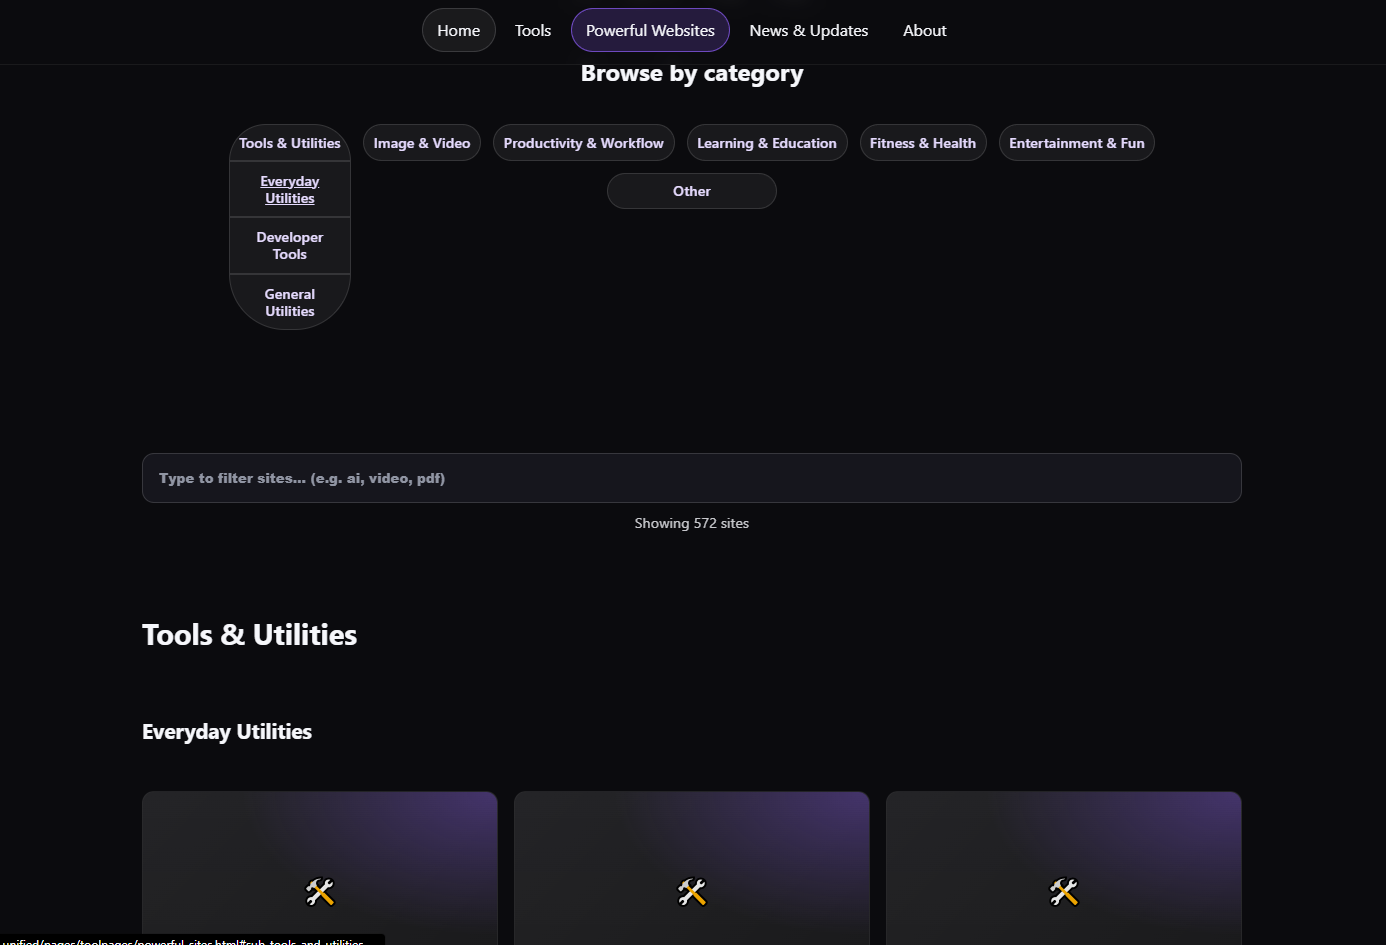 Home
Tools
Powerful Websites
News & Updates
About
Browse by category
Tools & Utilities
Image & Video
Productivity & Workflow
Learning & Education
Fitness & Health
Entertainment & Fun
Everyday
Utilities
Other
Developer
Tools
General
Utilities
Type to filter sites... (e.g. ai, video, pdf)
Showing 572 sites
Tools & Utilities
Everyday Utilities
unified/pages/toolpages/powerful-sites.html#sub-tools-and-utilities